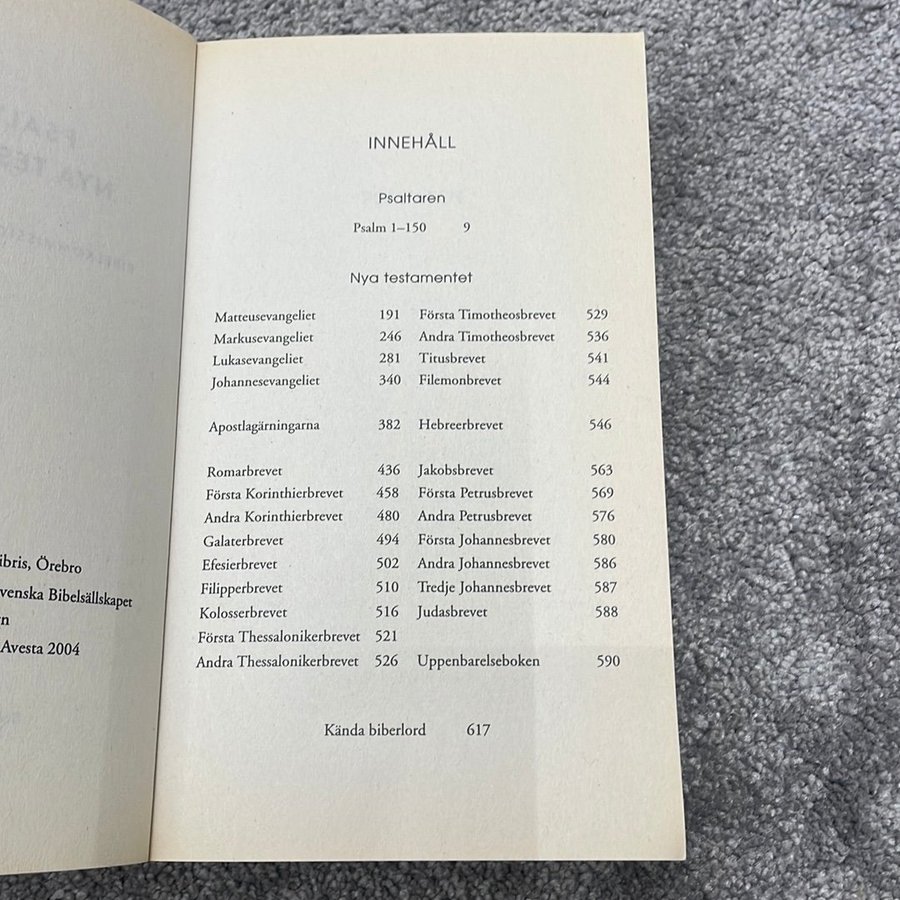 ibris, Örebro
venska Bibelsällskapet
n
Avesta 2004
INNEHÅLL
Psaltaren
Psalm 1–150 9
Nya testamentet
Matteusevangeliet 191
Markusevangeliet 246
Lukasevangeliet 281
Johannesevangeliet 340
Apostlagärningarna 382
Romarbrevet 436
Första Korinthierbrevet 458
Andra Korinthierbrevet 480
Galaterbrevet 494
Efesierbrevet 502
Filipperbrevet 510
Kolosserbrevet 516
Första Thessalonikerbrevet 521
Andra Thessalonikerbrevet 526
Första Timotheosbrevet 529
Andra Timotheosbrevet 536
Titusbrevet 541
Filemonbrevet 544
Hebreerbrevet 546
Jakobsbrevet 563
Första Petrusbrevet 569
Andra Petrusbrevet 576
Första Johannesbrevet 580
Andra Johannesbrevet 586
Tredje Johannesbrevet 587
Judasbrevet 588
Uppenbarelseboken 590
Kända biberlord 617